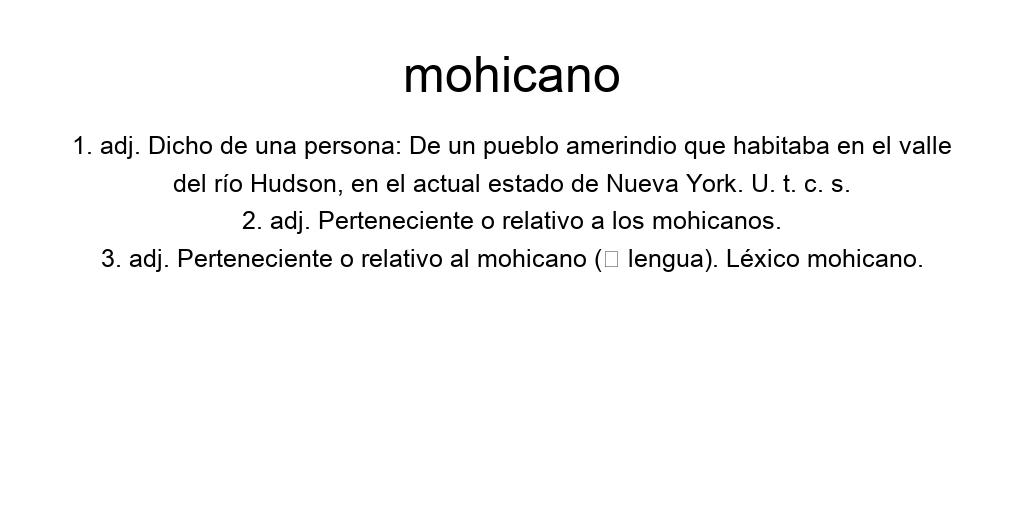 mohicano
1. adj. Dicho de una persona: De un pueblo amerindio que habitaba en el valle
del río Hudson, en el actual estado de Nueva York. U. t. c. s.
2. adj. Perteneciente o relativo a los mohicanos.
3. adj. Perteneciente o relativo al mohicano (□ lengua). Léxico mohicano.